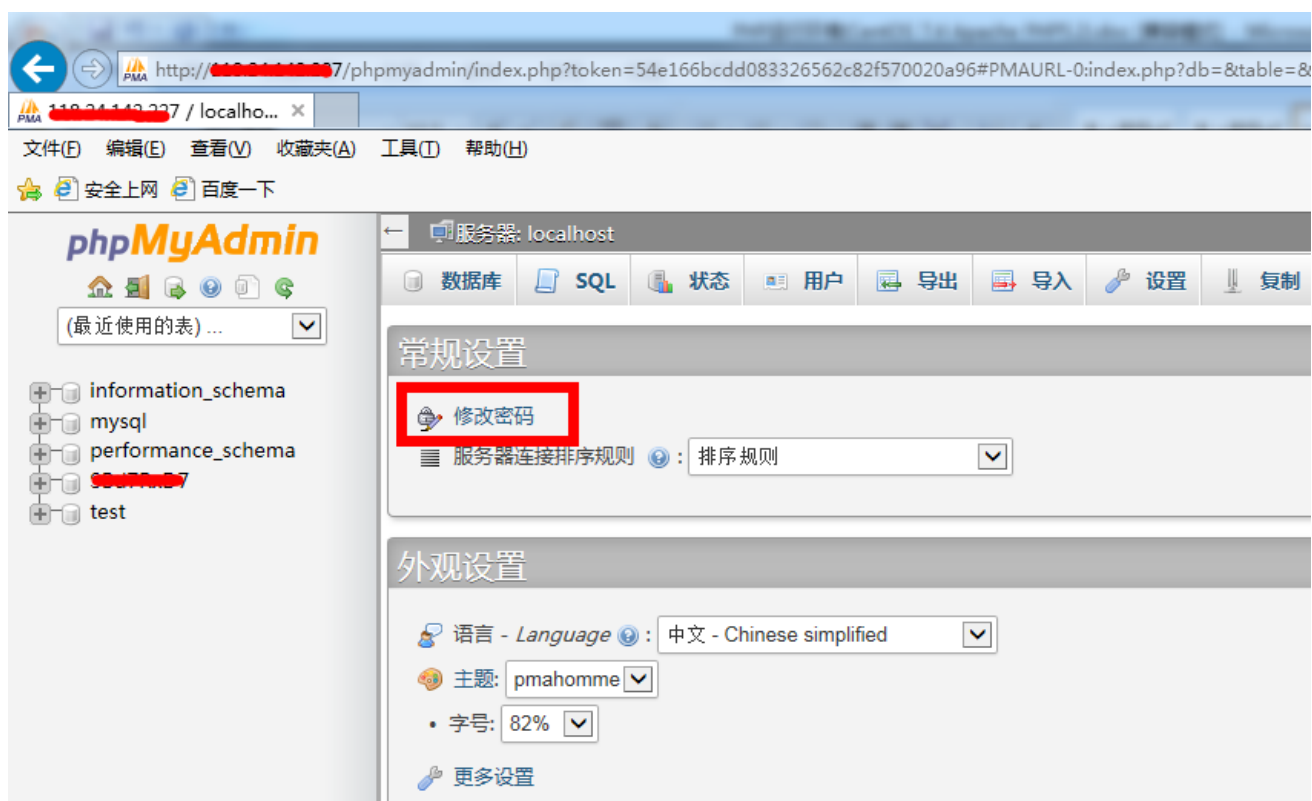 http://7/phpmyadmin/index.php?token=54e166bcdd083326562c82f570020a96#PMAURL-0:index.php?db=&table=&
7 / localho...
文件(F) 编辑(E) 查看(V) 收藏夹(A) 工具(T) 帮助(H)
安全上网 百度一下
phpMyAdmin
(最近使用的表) ...
information_schema
mysql
performance_schema
7
test
服务器: localhost
数据库 SQL 状态 用户 导出 导入 设置 复制
常规设置
修改密码
服务器连接排序规则 : 排序规则
外观设置
语言 - Language : 中文 - Chinese simplified
主题: pmahomme
• 字号: 82%
更多设置